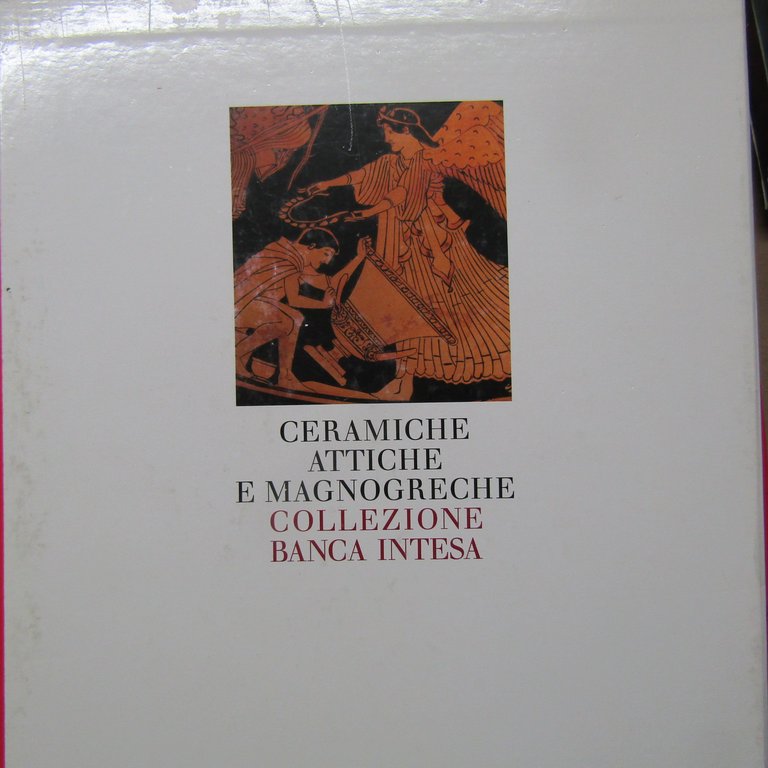 CERAMICHE
ATTICHE
E MAGNOGRECHE
COLLEZIONE
BANCA INTESA